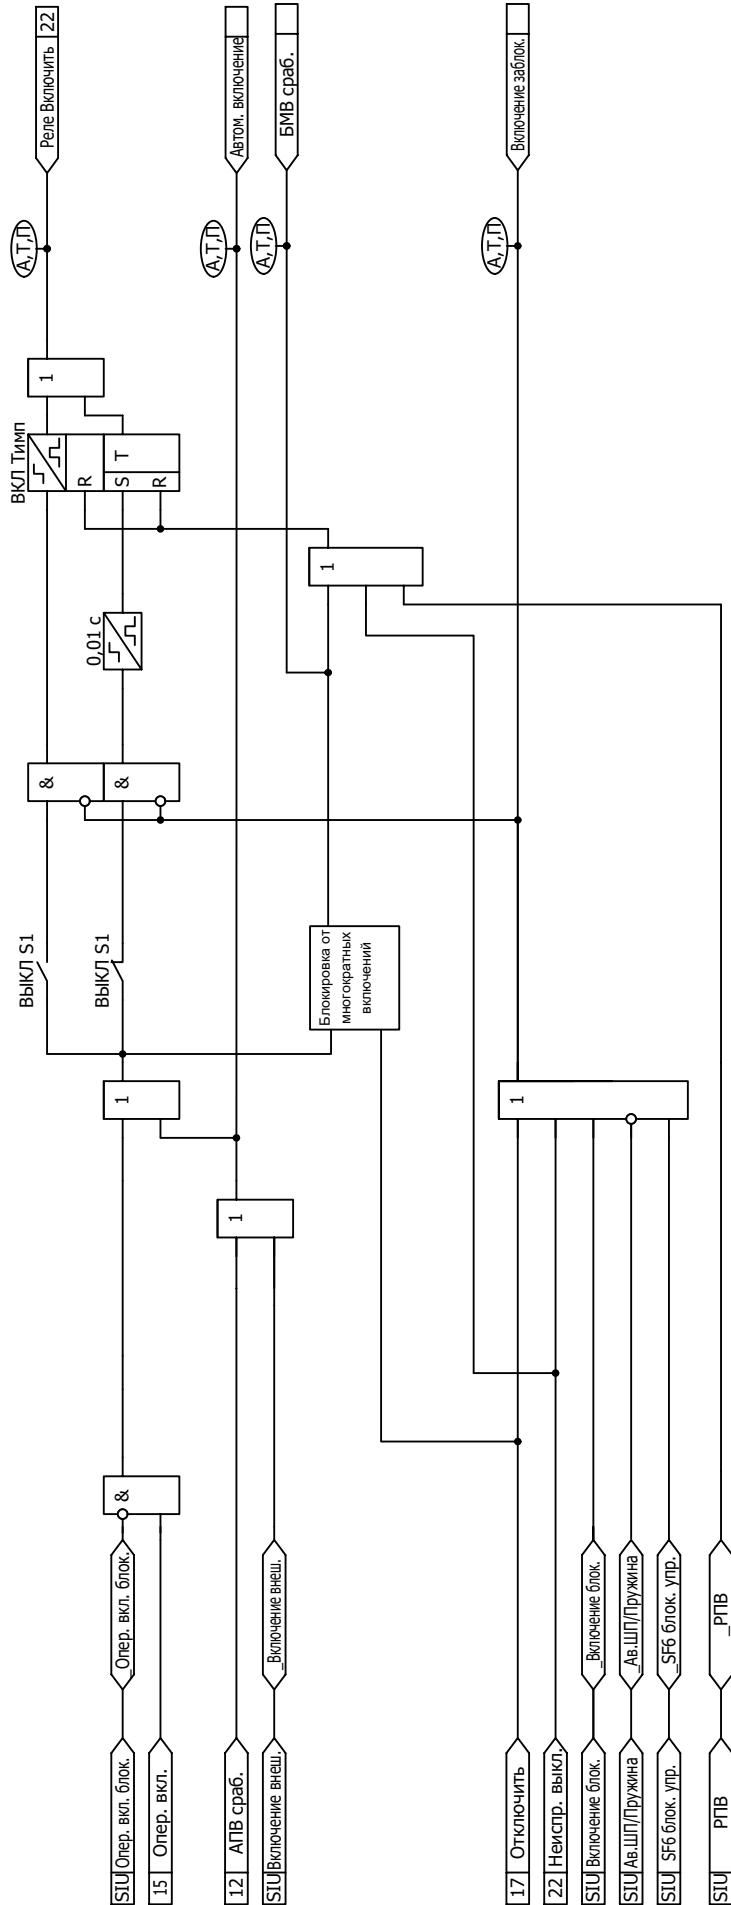 SIU Опер. вкл. блок.
_Опер. вкл. блок.
15 Опер. вкл.
&
1
ВЫКЛ S1
ВЫКЛ S1
&
&
0,01 с
ВКЛ Тимп
R
S T
R
1
А,Т,П
Реле Включить 22
12 АПВ сраб.
SIU Включение внеш.
_Включение внеш.
1
А,Т,П
Автом. включение
Блокировка от
многократных
включений
1
А,Т,П
БМВ сраб.
17 Отключить
22 Неиспр. выкл.
SIU Включение блок.
_Включение блок.
SIU Ав.ШП/Пружина
_Ав.ШП/Пружина
SIU SF6 блок. упр.
_SF6 блок. упр.
1
А,Т,П
Включение заблок.
SIU РПВ
_РПВ